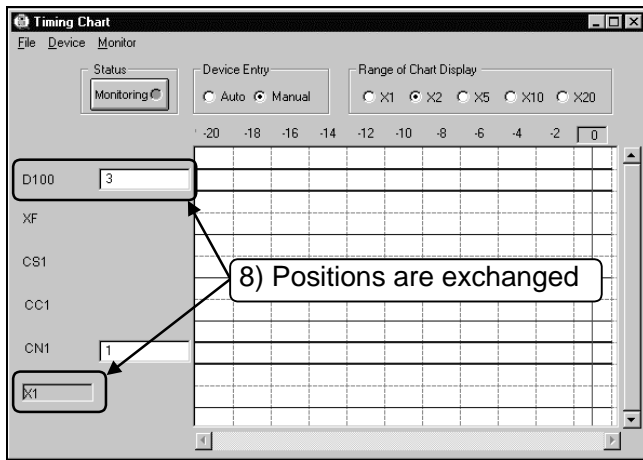 Timing Chart
File Device Monitor
Status
Device Entry
Range of Chart Display
Monitoring
Auto Manual
X1 X2 X5 X10 X20
-20 -18 -16 -14 -12 -10 -8 -6 -4 -2 0
D100 3
XF
CS1
8) Positions are exchanged
CC1
CN1 1
X1